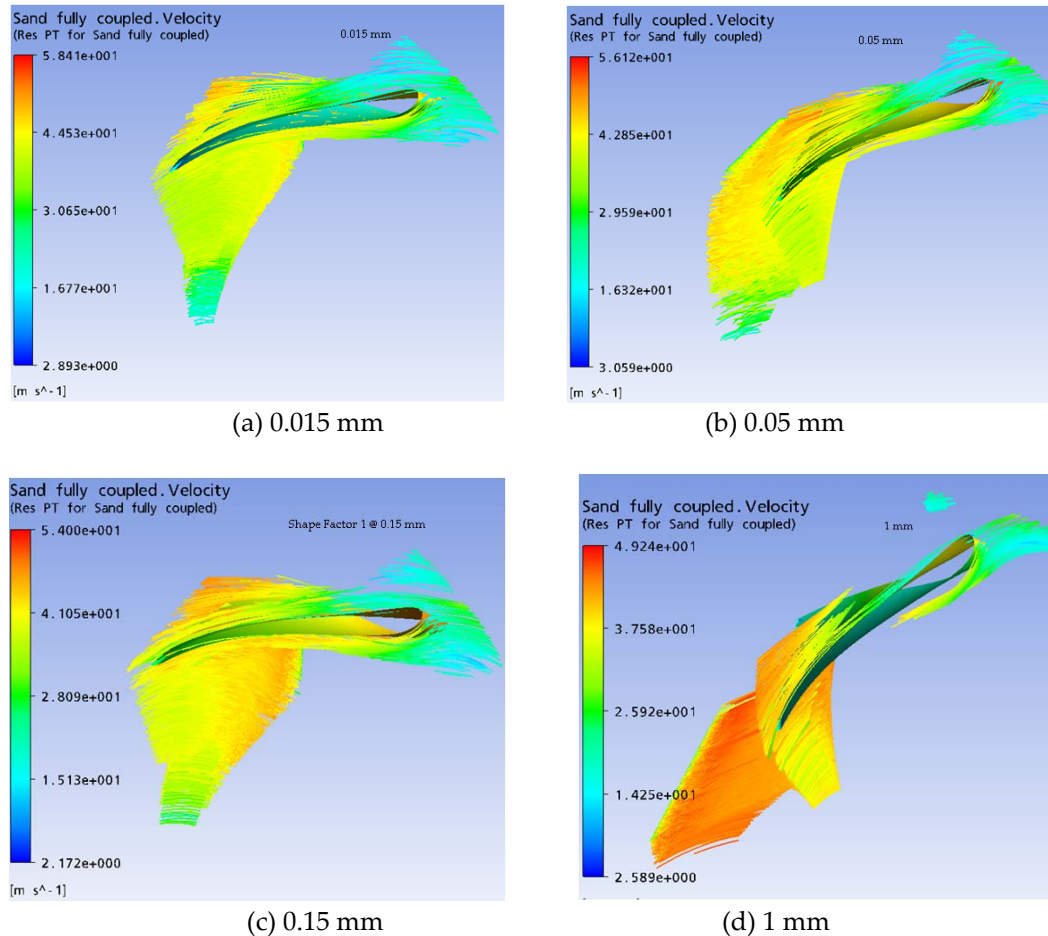 Sand fully coupled.Velocity
(Res PT for Sand fully coupled)
0.015 mm
5.841e+001
4.453e+001
3.065e+001
1.677e+001
2.893e+000
[m s^-1]
(a) 0.015 mm
Sand fully coupled.Velocity
(Res PT for Sand fully coupled)
0.05 mm
5.612e+001
4.285e+001
2.959e+001
1.632e+001
3.059e+000
[m s^-1]
(b) 0.05 mm
Sand fully coupled.Velocity
(Res PT for Sand fully coupled)
Shape Factor 1 @ 0.15 mm
5.400e+001
4.105e+001
2.809e+001
1.513e+001
2.172e+000
[m s^-1]
(c) 0.15 mm
Sand fully coupled.Velocity
(Res PT for Sand fully coupled)
1 mm
4.924e+001
3.758e+001
2.592e+001
1.425e+001
2.589e+000
(d) 1 mm